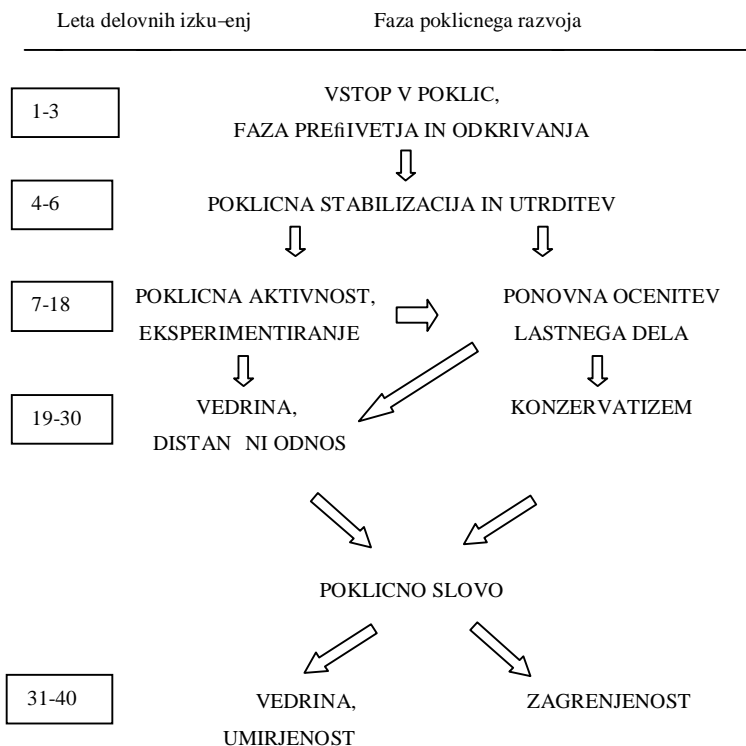 Leta delovnih izku–enj Faza poklicnega razvoja
1-3
VSTOP V POKLIC,
FAZA PREfiIVETJA IN ODKRIVANJA
4-6
POKLICNA STABILIZACIJA IN UTRDITEV
7-18
POKLICNA AKTIVNOST,
EKSPERIMENTIRANJE
PONOVNA OCENITEV
LASTNEGA DELA
19-30
VEDRINA,
DISTAN NI ODNOS
KONZERVATIZEM
POKLICNO SLOVO
31-40
VEDRINA,
UMIRJENOST
ZAGRENJENOST